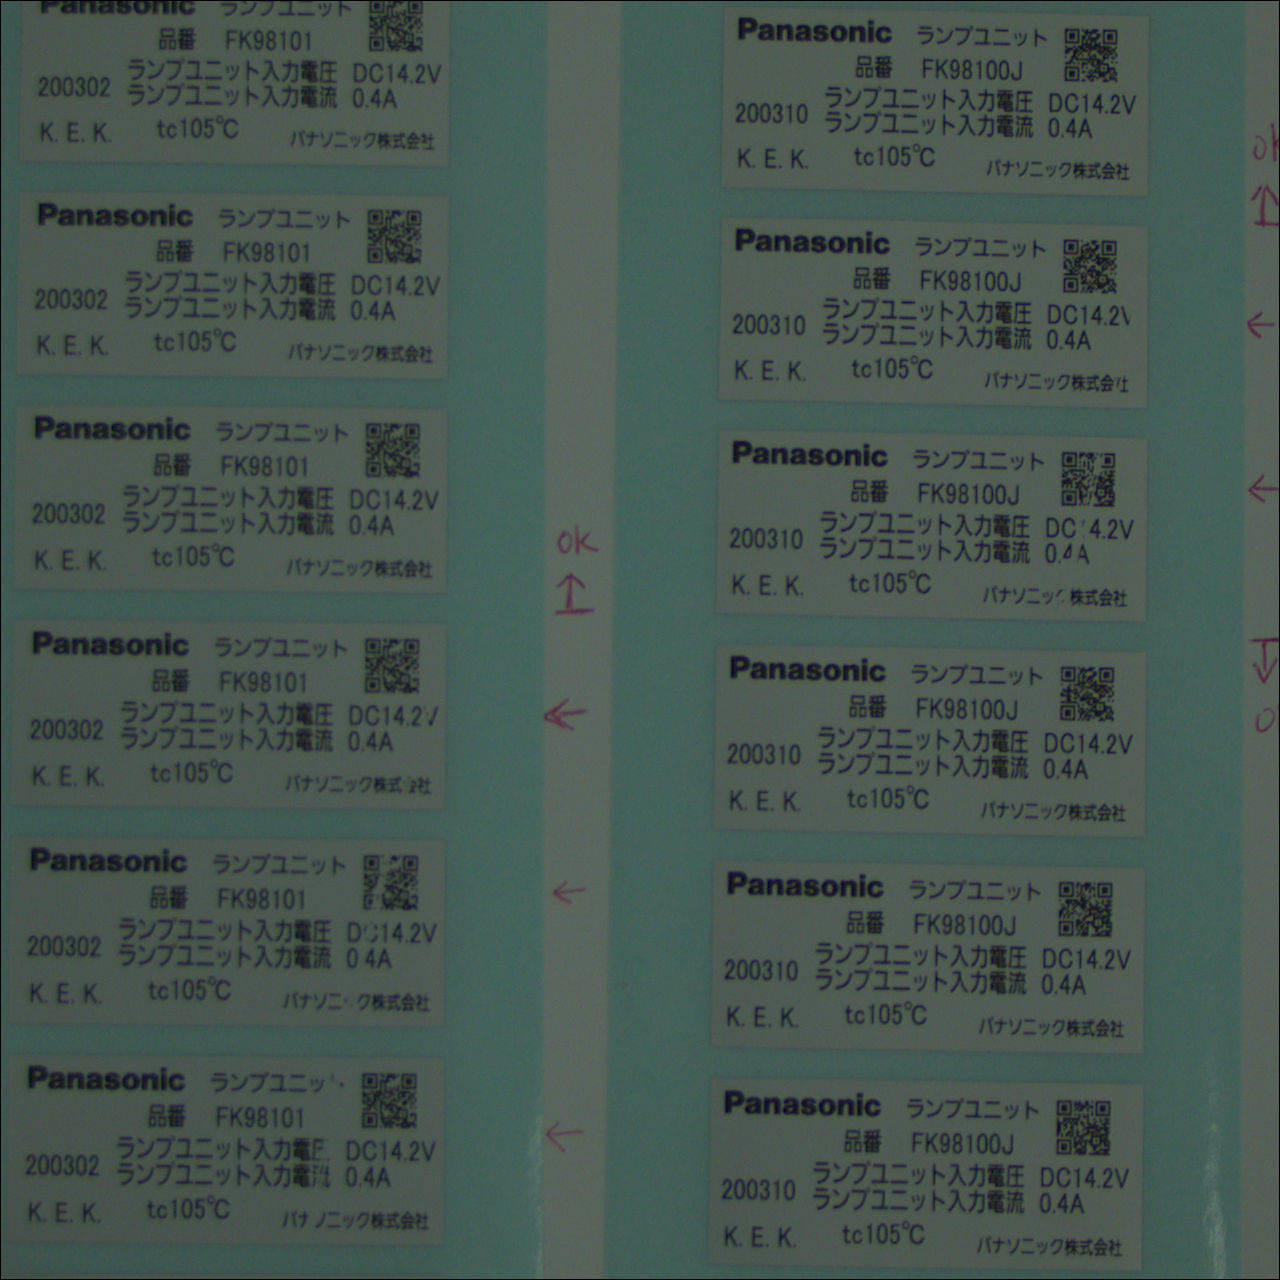 Panasonic
品番 FK98101
200302 ランプユニット入力電圧 DC14.2V
ランプユニット入力電流 0.4A
K. E. K. tc105℃ パナソニック株式会社
Panasonic ランプユニット
品番 FK98101
200302 ランプユニット入力電圧 DC14.2V
ランプユニット入力電流 0.4A
K. E. K. tc105℃ パナソニック株式会社
Panasonic ランプユニット
品番 FK98101
200302 ランプユニット入力電圧 DC14.2V
ランプユニット入力電流 0.4A
K. E. K. tc105℃ パナソニック株式会社
Panasonic ランプユニット
品番 FK98101
200302 ランプユニット入力電圧 DC14.2V
ランプユニット入力電流 0.4A
K. E. K. tc105℃ パナソニック株式会社
Panasonic ランプユニット
品番 FK98101
200302 ランプユニット入力電圧 DC14.2V
ランプユニット入力電流 0 4A
K. E. K. tc105℃ パナソニック株式会社
Panasonic ランプユニット
品番 FK98101
200302 ランプユニット入力電圧 DC14.2V
ランプユニット入力電流 0.4A
K. E. K. tc105℃ パナソニック株式会社
ok
Panasonic ランプユニット
品番 FK98100J
200310 ランプユニット入力電圧 DC14.2V
ランプユニット入力電流 0.4A
K. E. K. tc105℃ パナソニック株式会社
Panasonic ランプユニット
品番 FK98100J
200310 ランプユニット入力電圧 DC14.2V
ランプユニット入力電流 0.4A
K. E. K. tc105℃ パナソニック株式会社
Panasonic ランプユニット
品番 FK98100J
200310 ランプユニット入力電圧 DC 4.2V
ランプユニット入力電流 0.4A
K. E. K. tc105℃ パナソニック株式会社
Panasonic ランプユニット
品番 FK98100J
200310 ランプユニット入力電圧 DC14.2V
ランプユニット入力電流 0.4A
K. E. K. tc105℃ パナソニック株式会社
Panasonic ランプユニット
品番 FK98100J
200310 ランプユニット入力電圧 DC14.2V
ランプユニット入力電流 0.4A
K. E. K. tc105℃ パナソニック株式会社
Panasonic ランプユニット
品番 FK98100J
200310 ランプユニット入力電圧 DC14.2V
ランプユニット入力電流 0.4A
K. E. K. tc105℃ パナソニック株式会社
ok